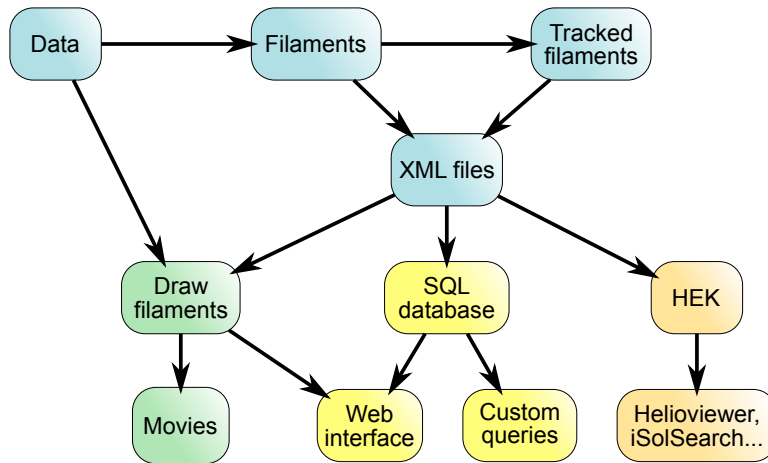 Data
Filaments
Tracked
filaments
XML files
Draw
filaments
SQL
database
HEK
Movies
Web
interface
Custom
queries
Helioviewer,
iSolSearch...